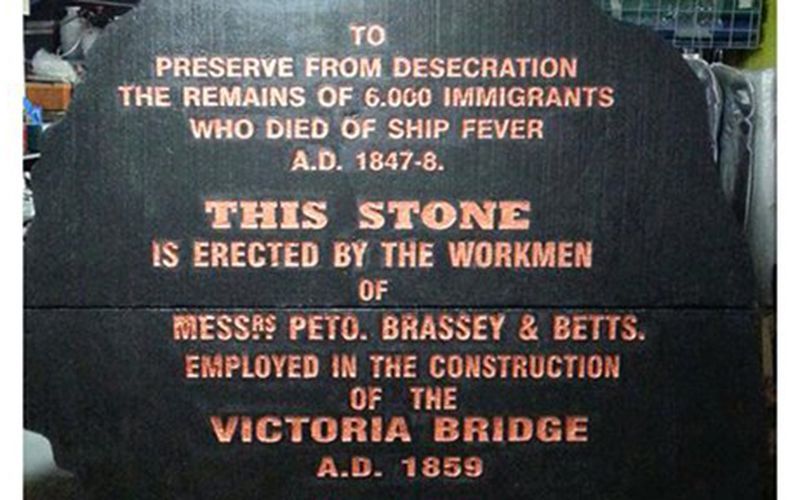 TO
PRESERVE FROM DESECRATION
THE REMAINS OF 6.000 IMMIGRANTS
WHO DIED OF SHIP FEVER
A.D. 1847-8.
THIS STONE
IS ERECTED BY THE WORKMEN
OF
MESSRS PETO. BRASSEY & BETTS.
EMPLOYED IN THE CONSTRUCTION
OF THE
VICTORIA BRIDGE
A.D. 1859